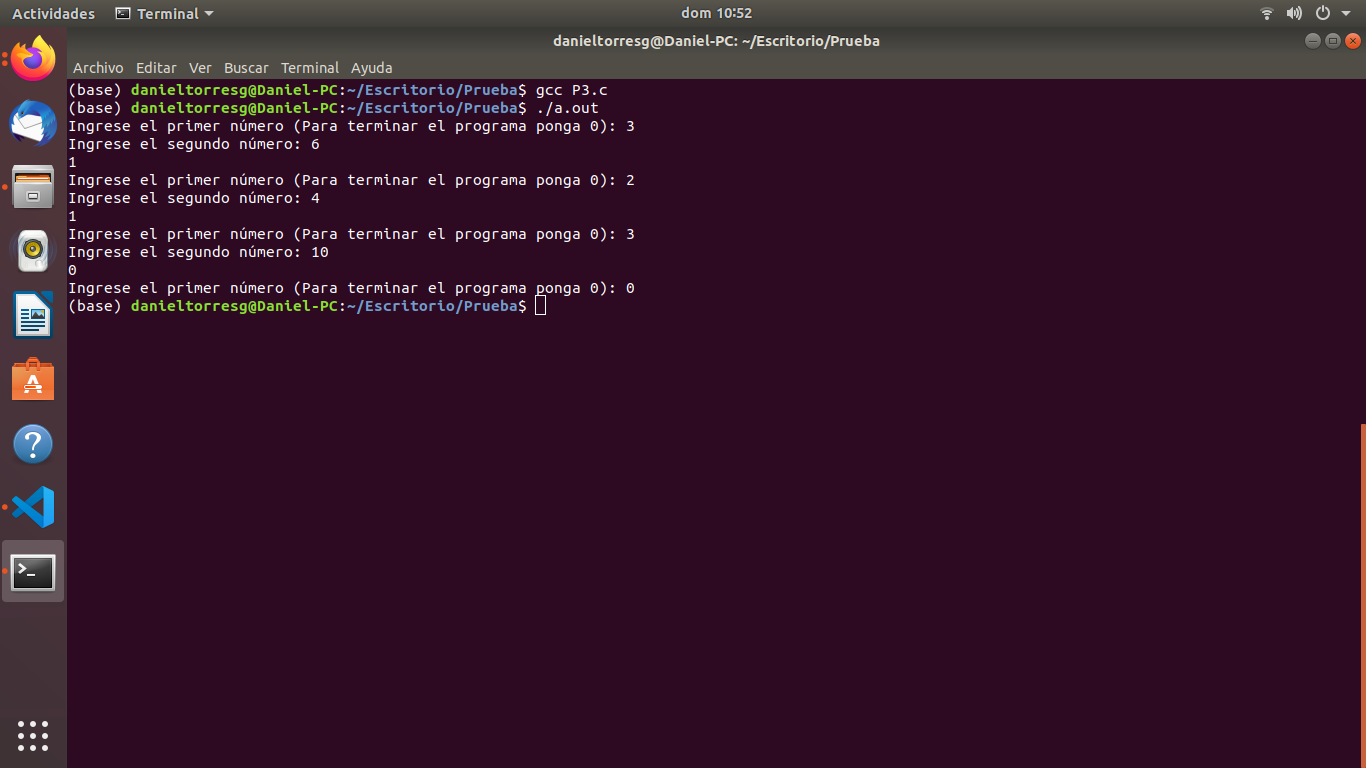 Actividades Terminal dom 10:52
danieltorresg@Daniel-PC: ~/Escritorio/Prueba
Archivo Editar Ver Buscar Terminal Ayuda
(base) danieltorresg@Daniel-PC:~/Escritorio/Prueba$ gcc P3.c
(base) danieltorresg@Daniel-PC:~/Escritorio/Prueba$ ./a.out
Ingrese el primer número (Para terminar el programa ponga 0): 3
Ingrese el segundo número: 6
1
Ingrese el primer número (Para terminar el programa ponga 0): 2
Ingrese el segundo número: 4
1
Ingrese el primer número (Para terminar el programa ponga 0): 3
Ingrese el segundo número: 10
0
Ingrese el primer número (Para terminar el programa ponga 0): 0
(base) danieltorresg@Daniel-PC:~/Escritorio/Prueba$